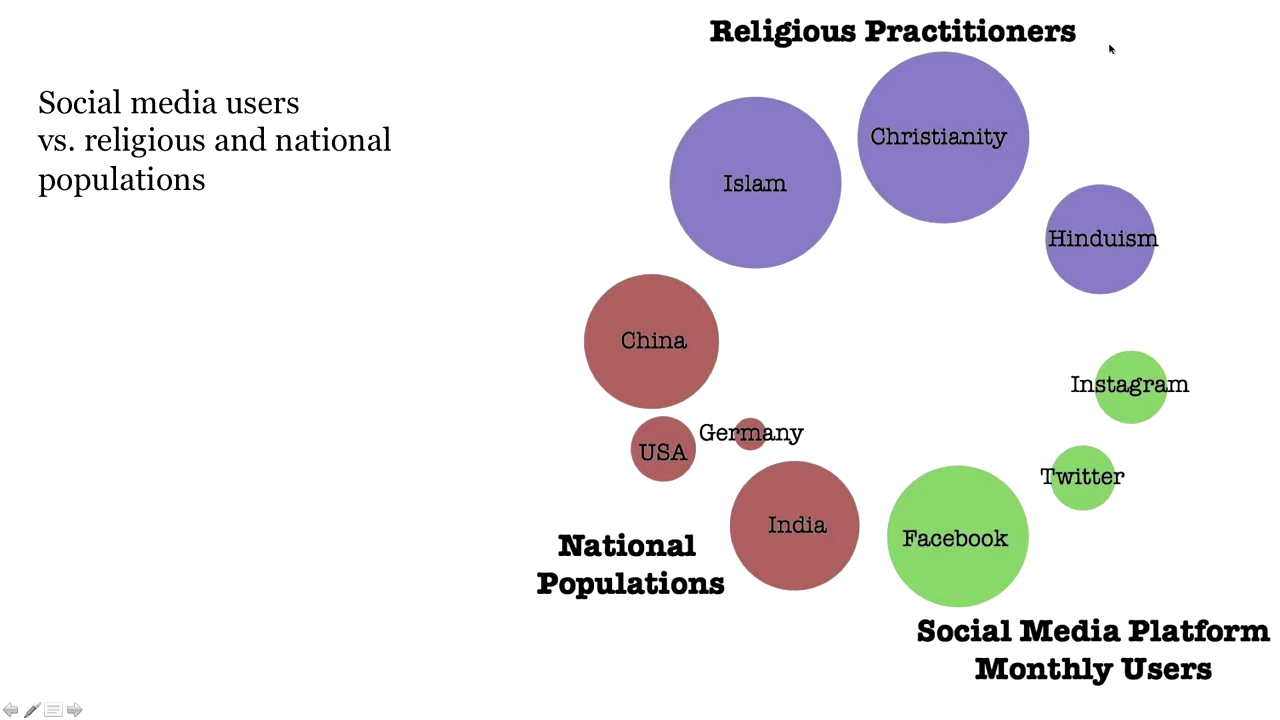 Religious Practitioners
Social media users
vs. religious and national
populations
Christianity
Islam
Hinduism
China
Instagram
Germany
USA
Twitter
India
Facebook
National
Populations
Social Media Platform
Monthly Users